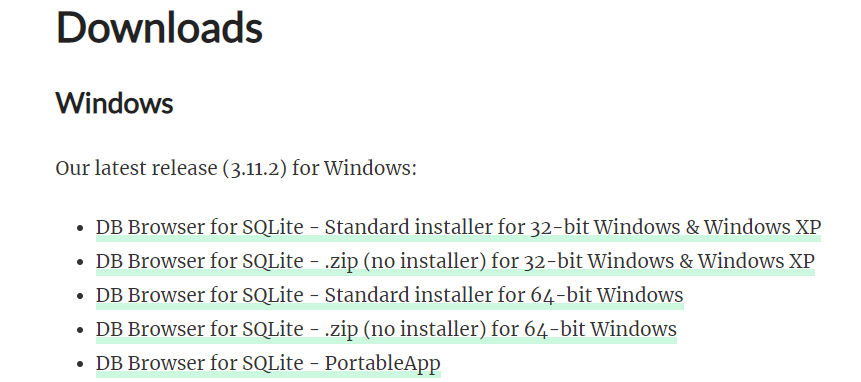 Downloads
Windows
Our latest release (3.11.2) for Windows:
• DB Browser for SQLite - Standard installer for 32-bit Windows & Windows XP
• DB Browser for SQLite - .zip (no installer) for 32-bit Windows & Windows XP
• DB Browser for SQLite - Standard installer for 64-bit Windows
• DB Browser for SQLite - .zip (no installer) for 64-bit Windows
• DB Browser for SQLite - PortableApp